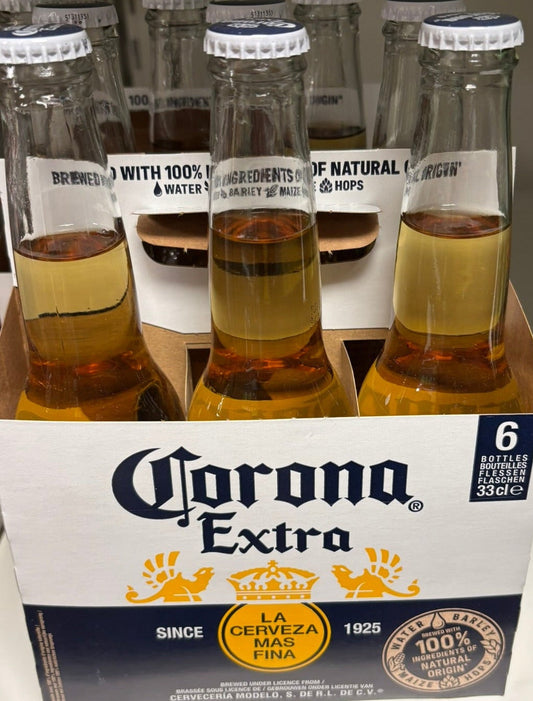 BREWED WITH 100% INGREDIENTS OF NATURAL ORIGIN"
WATER BARLEY MAIZE HOPS
Corona®
Extra
6
BOTTLES
BOUTEILLES
FLESSEN
FLASCHEN
33cl e
SINCE
LA
CERVEZA
MAS
FINA
1925
WATER BARLEY
BREWED WITH
100%
INGREDIENTS OF
NATURAL
ORIGIN"
MAIZE HOPS
BREWED UNDER LICENCE FROM /
BRASSÉE SOUS LICENCE DE / GEBROUWEN ONDER LICENTIE VAN
CERVECERÍA MODELO, S. DE R.L. DE C.V.®